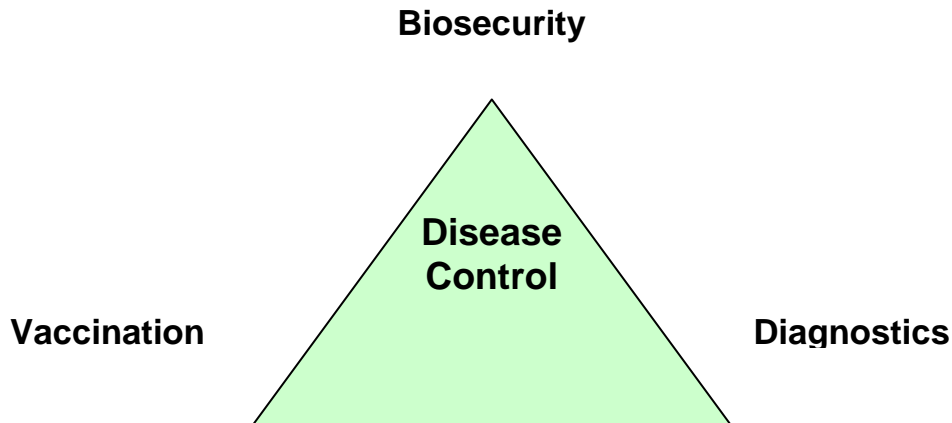 Biosecurity
Disease
Control
Vaccination
Diagnostics